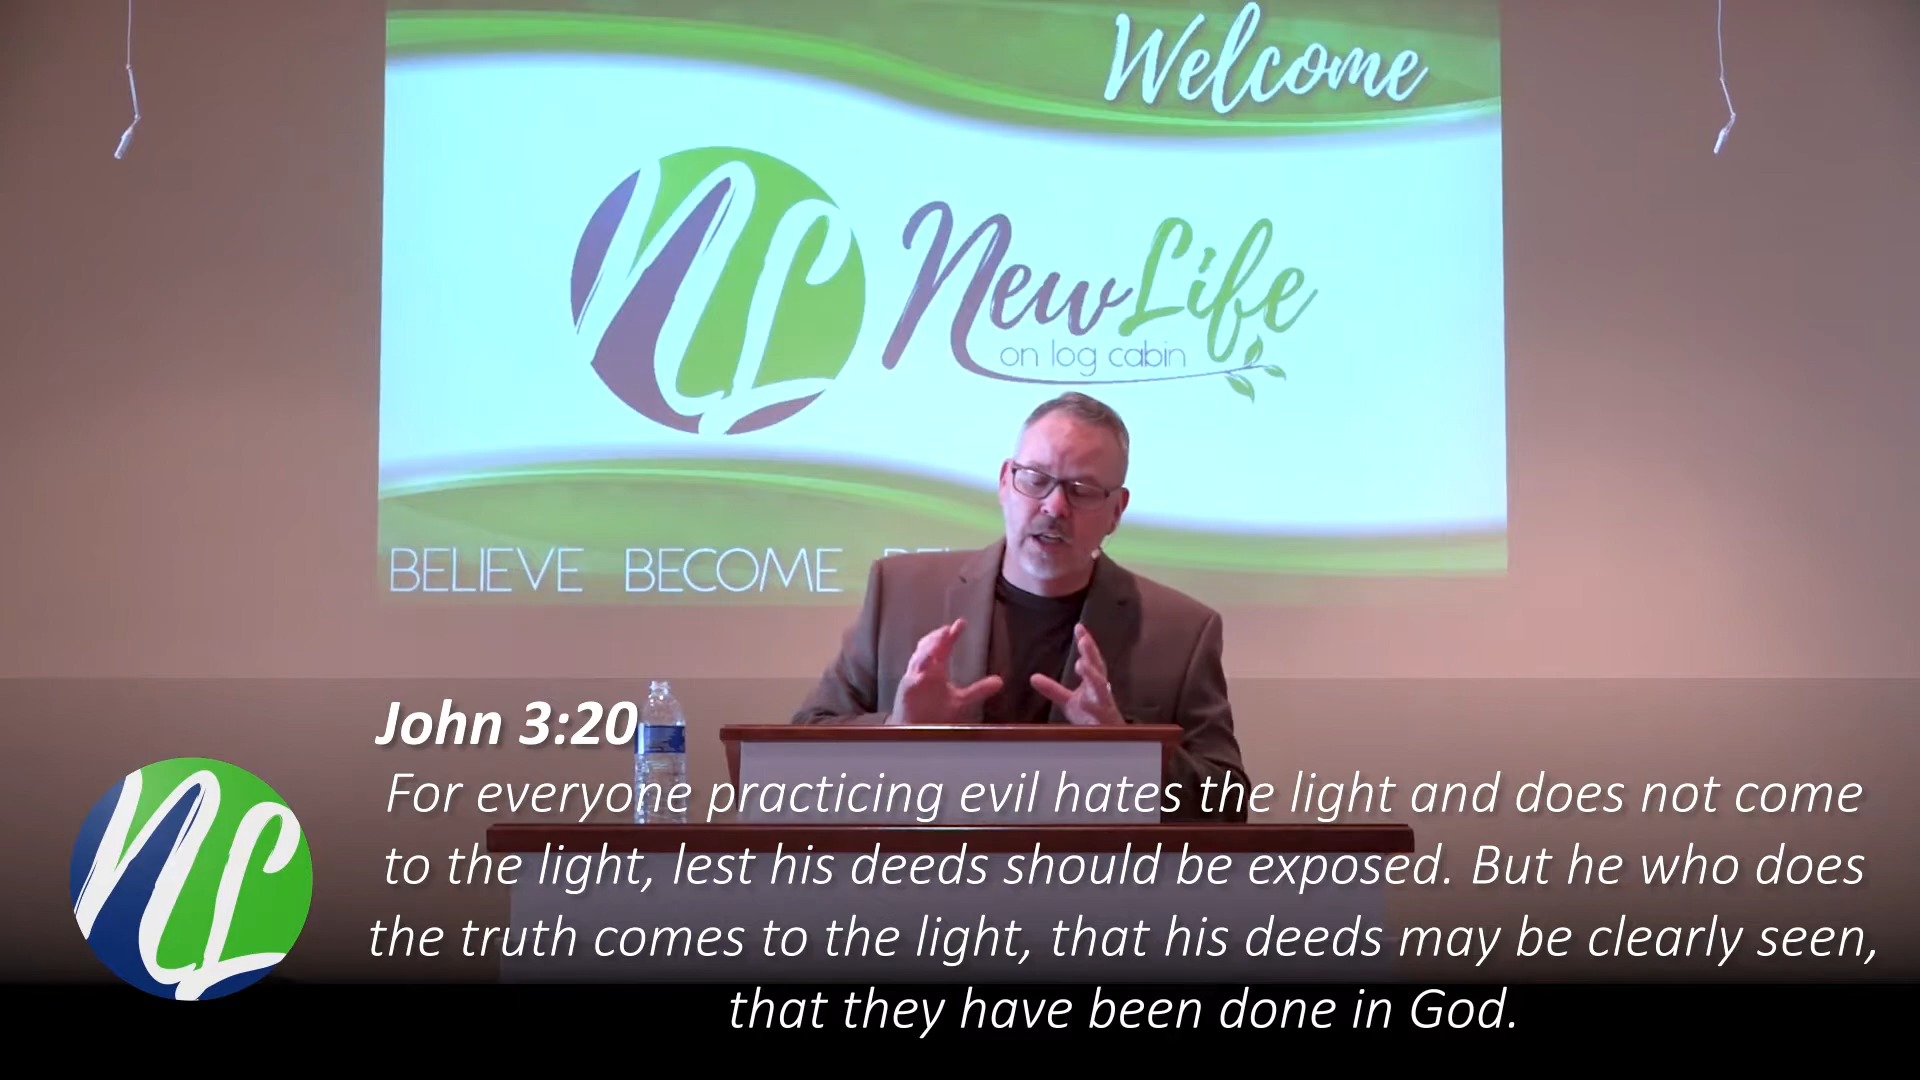 Welcome
NL
NewLife
on log cabin
BELIEVE BECOME
John 3:20
For everyone practicing evil hates the light and does not come
to the light, lest his deeds should be exposed. But he who does
the truth comes to the light, that his deeds may be clearly seen,
that they have been done in God.
NL